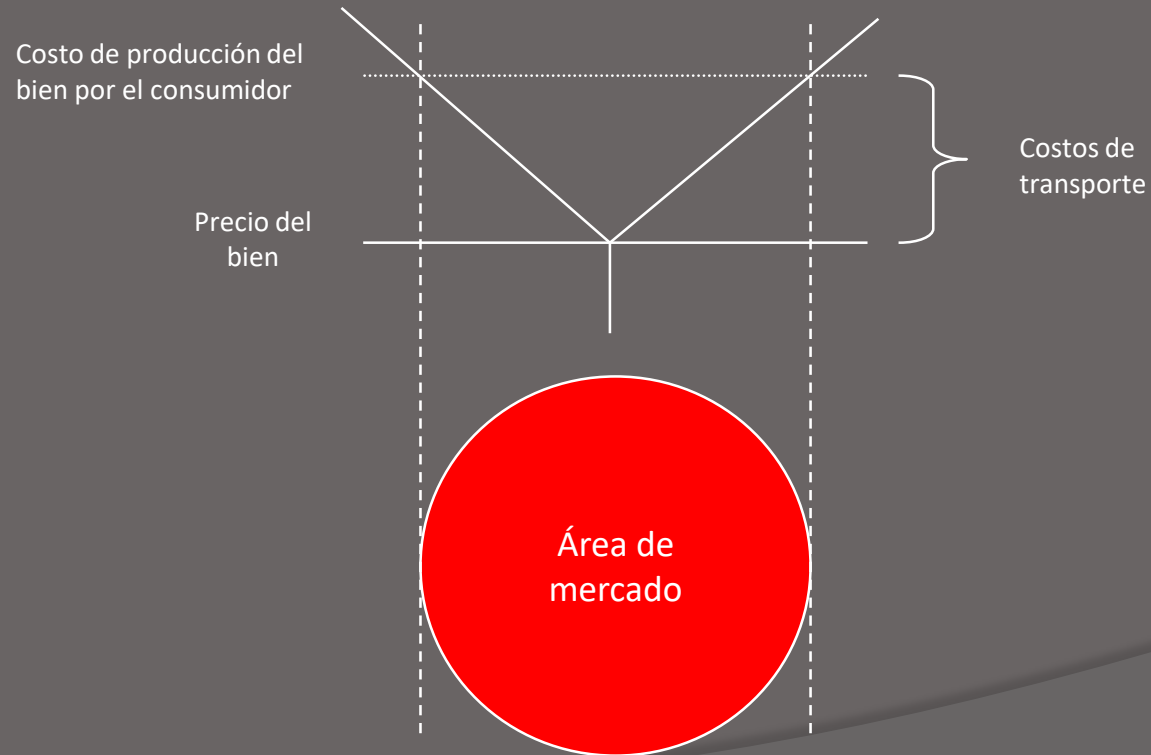 Costo de producción del
bien por el consumidor
Costos de
transporte
Precio del
bien
Área de
mercado